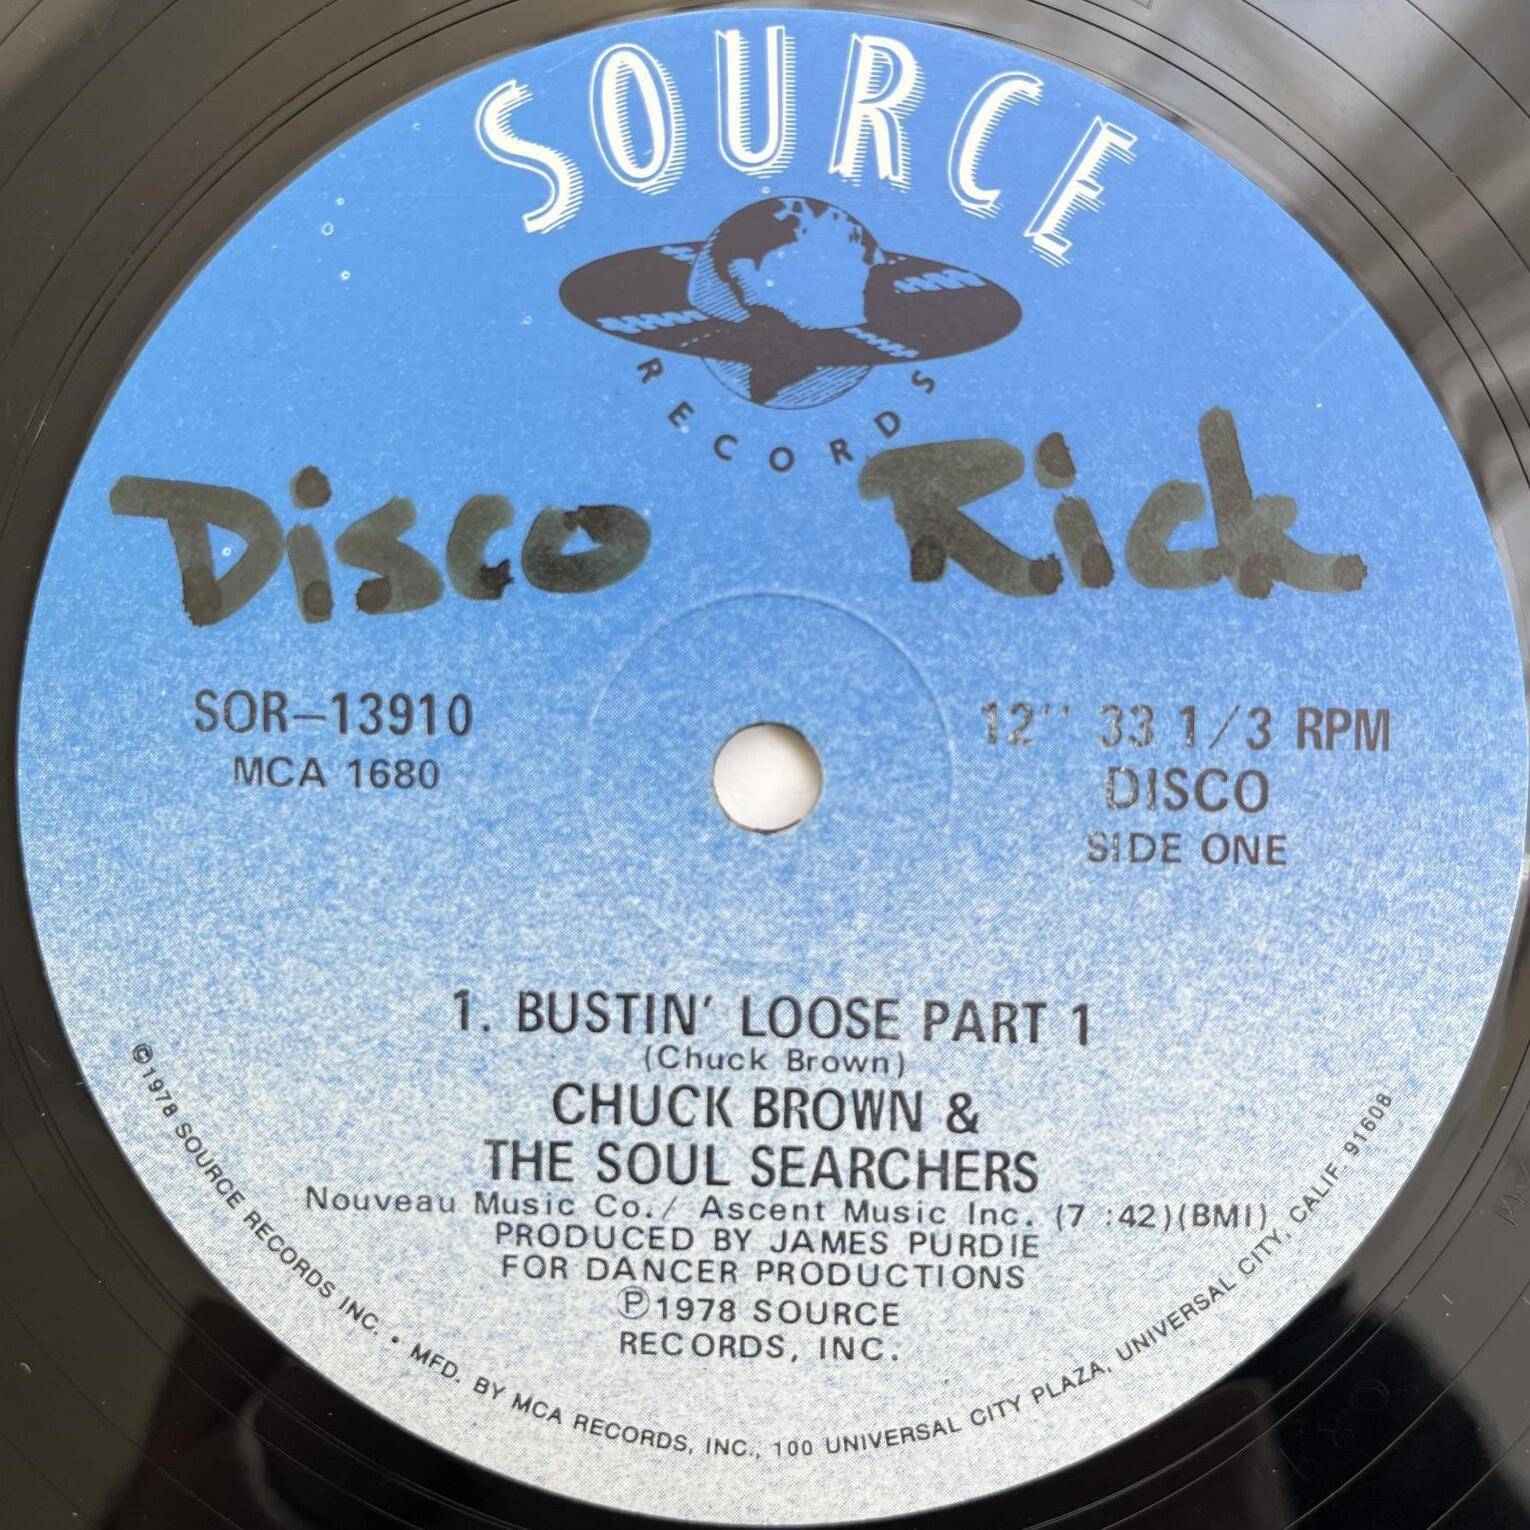 SOURCE
RECORDS
Disco Rick
SOR–13910
MCA 1680
12'' 33 1/3 RPM
DISCO
SIDE ONE
1. BUSTIN' LOOSE PART 1
(Chuck Brown)
CHUCK BROWN &
THE SOUL SEARCHERS
Nouveau Music Co./ Ascent Music Inc. (7 :42)(BMI)
PRODUCED BY JAMES PURDIE
FOR DANCER PRODUCTIONS
℗1978 SOURCE
RECORDS, INC.
©1978 SOURCE RECORDS INC. • MFD. BY MCA RECORDS, INC., 100 UNIVERSAL CITY PLAZA, UNIVERSAL CITY, CALIF. 91608